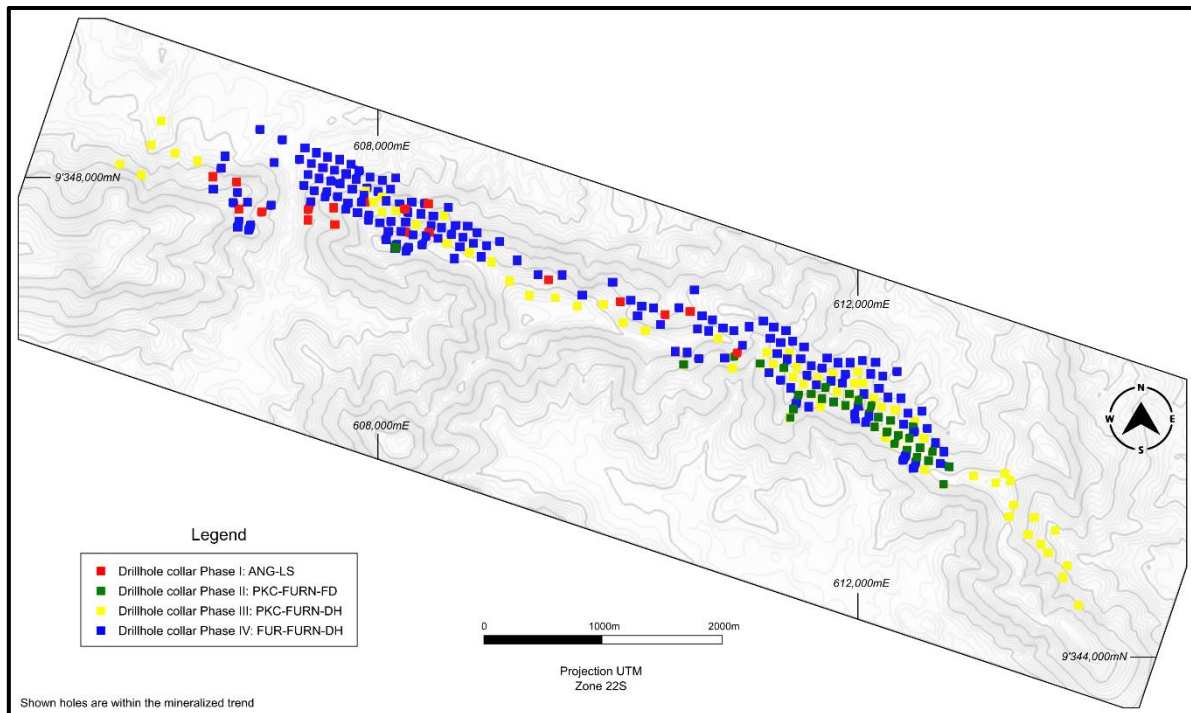 608,000mE
9'348,000mN
612,000mE
608,000mE
N
W E
S
Legend
Drillhole collar Phase I: ANG-LS
Drillhole collar Phase II: PKC-FURN-FD
Drillhole collar Phase III: PKC-FURN-DH
Drillhole collar Phase IV: FUR-FURN-DH
612,000mE
0 1000m 2000m
9'344,000mN
Projection UTM
Zone 22S
Shown holes are within the mineralized trend